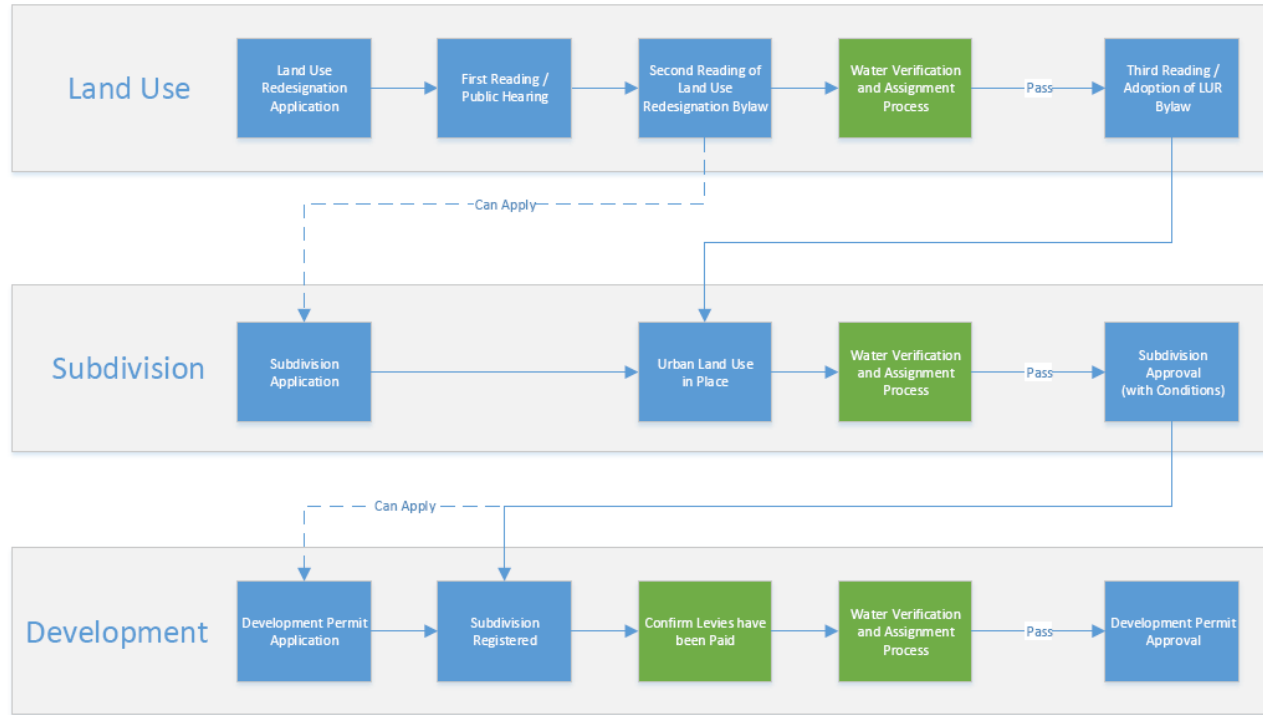 Land Use
Land Use
Redesignation
Application
First Reading /
Public Hearing
Second Reading of
Land Use
Redesignation Bylaw
Water Verification
and Assignment
Process
Pass
Third Reading /
Adoption of LUR
Bylaw
Can Apply
Subdivision
Subdivision
Application
Urban Land Use
in Place
Water Verification
and Assignment
Process
Pass
Subdivision
Approval
(with Conditions)
Can Apply
Development
Development Permit
Application
Subdivision
Registered
Confirm Levies have
been Paid
Water Verification
and Assignment
Process
Pass
Development Permit
Approval